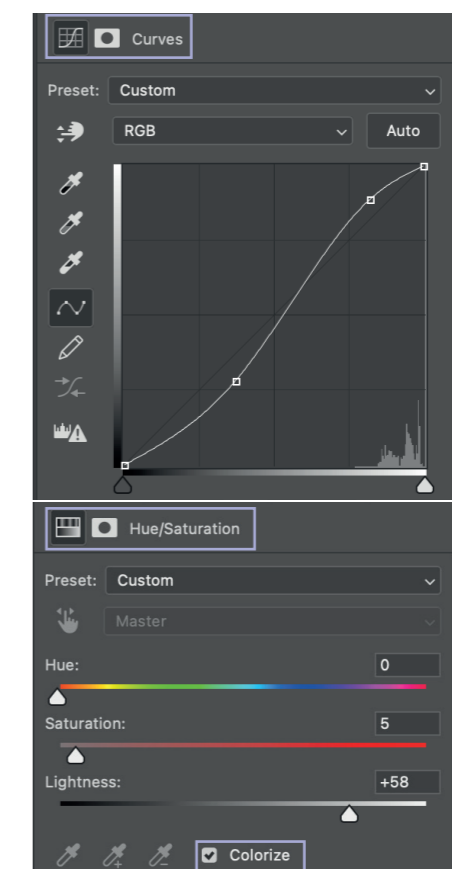 Curves
Preset: Custom
RGB Auto
Hue/Saturation
Preset: Custom
Master
Hue: 0
Saturation: 5
Lightness: +58
Colorize